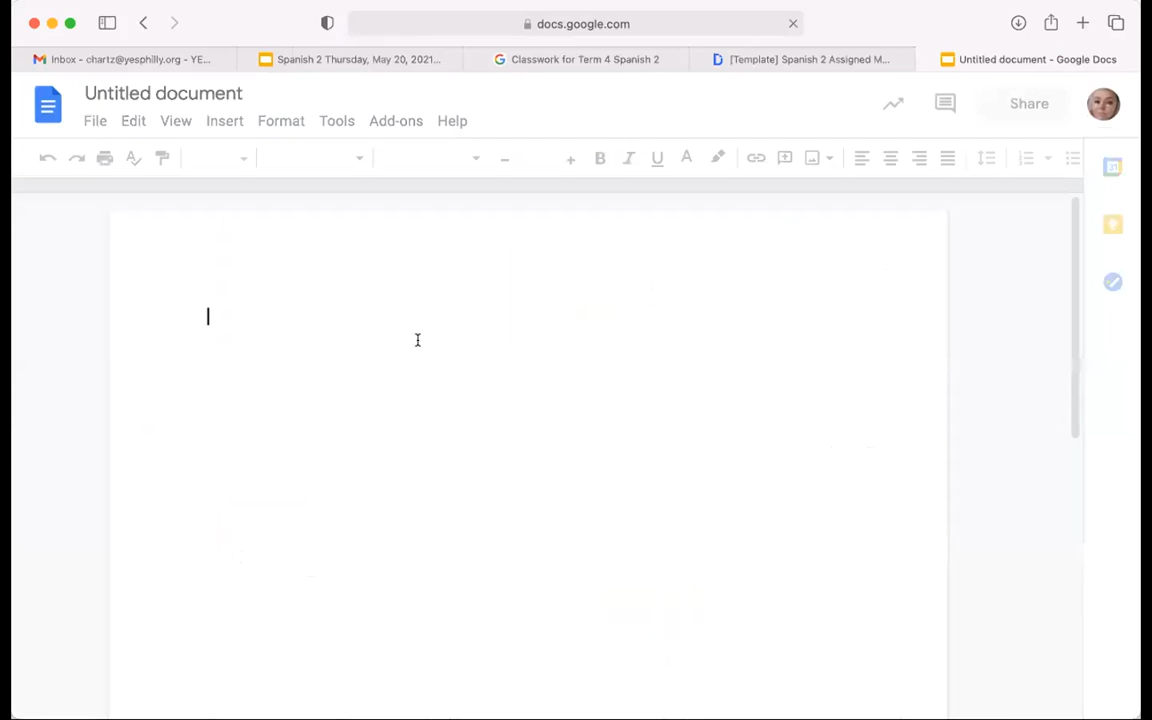 docs.google.com
Inbox - chartz@yesphilly.org - YE...
Spanish 2 Thursday, May 20, 2021...
Classwork for Term 4 Spanish 2
[Template] Spanish 2 Assigned M...
Untitled document - Google Docs
Untitled document
File Edit View Insert Format Tools Add-ons Help
Share